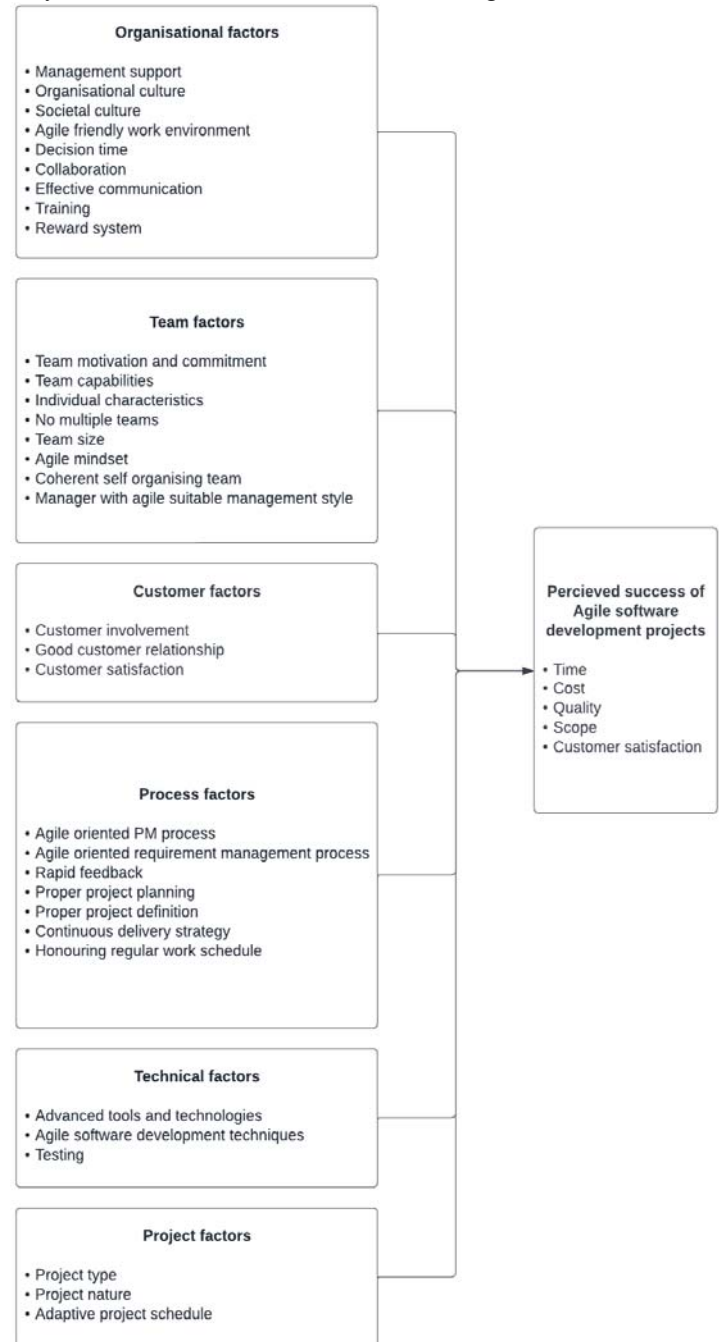 Organisational factors
• Management support
• Organisational culture
• Societal culture
• Agile friendly work environment
• Decision time
• Collaboration
• Effective communication
• Training
• Reward system
Team factors
• Team motivation and commitment
• Team capabilities
• Individual characteristics
• No multiple teams
• Team size
• Agile mindset
• Coherent self organising team
• Manager with agile suitable management style
Customer factors
• Customer involvement
• Good customer relationship
• Customer satisfaction
Process factors
• Agile oriented PM process
• Agile oriented requirement management process
• Rapid feedback
• Proper project planning
• Proper project definition
• Continuous delivery strategy
• Honouring regular work schedule
Technical factors
• Advanced tools and technologies
• Agile software development techniques
• Testing
Project factors
• Project type
• Project nature
• Adaptive project schedule
Percieved success of
Agile software
development projects
• Time
• Cost
• Quality
• Scope
• Customer satisfaction